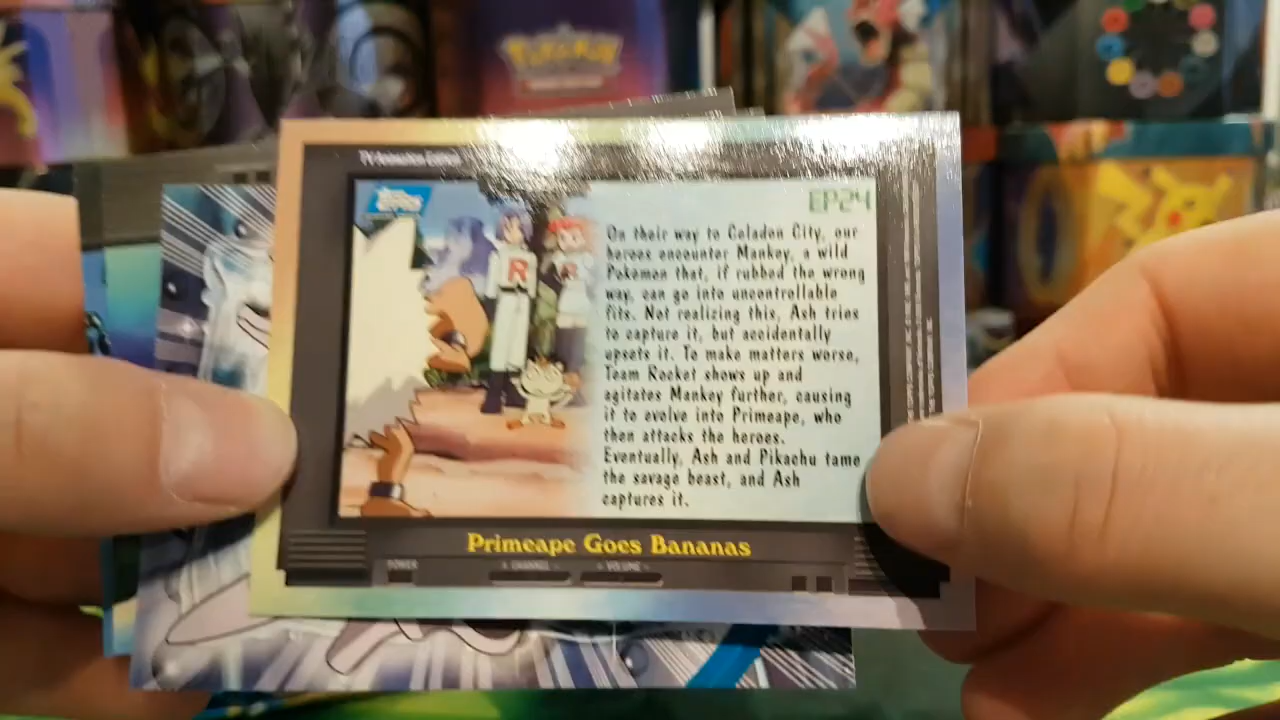 Pokémon
TV Animation Edition
topps
EP24
R
R
On their way to Celadon City, our
heroes encounter Mankey, a wild
Pokemon that, if rubbed the wrong
way, can go into uncontrollable
fits. Not realizing this, Ash tries
to capture it, but accidentally
upsets it. To make matters worse,
Team Rocket shows up and
agitates Mankey further, causing
it to evolve into Primeape, who
then attacks the heroes.
Eventually, Ash and Pikachu tame
the savage beast, and Ash
captures it.
Primeape Goes Bananas
POWER
- CHANNEL -
- VOLUME -